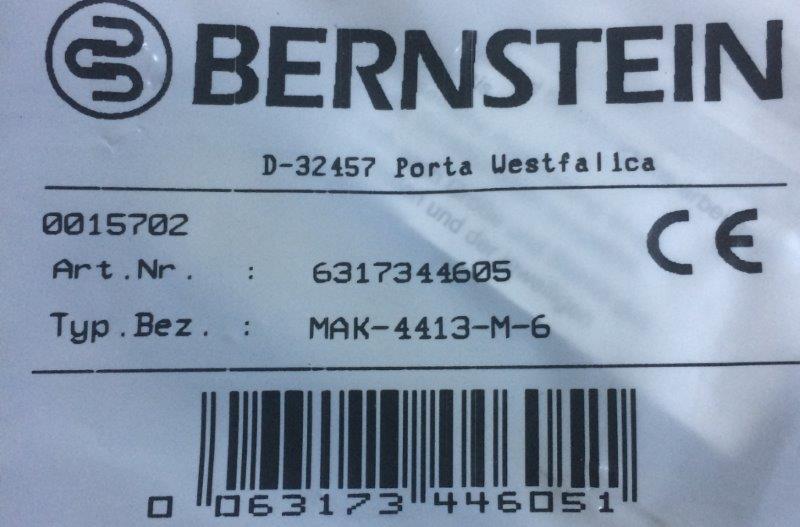 BERNSTEIN
D-32457 Porta Westfalica
0015702
CE
Art.Nr. : 6317344605
Typ.Bez. : MAK-4413-M-6
0 063173 446051